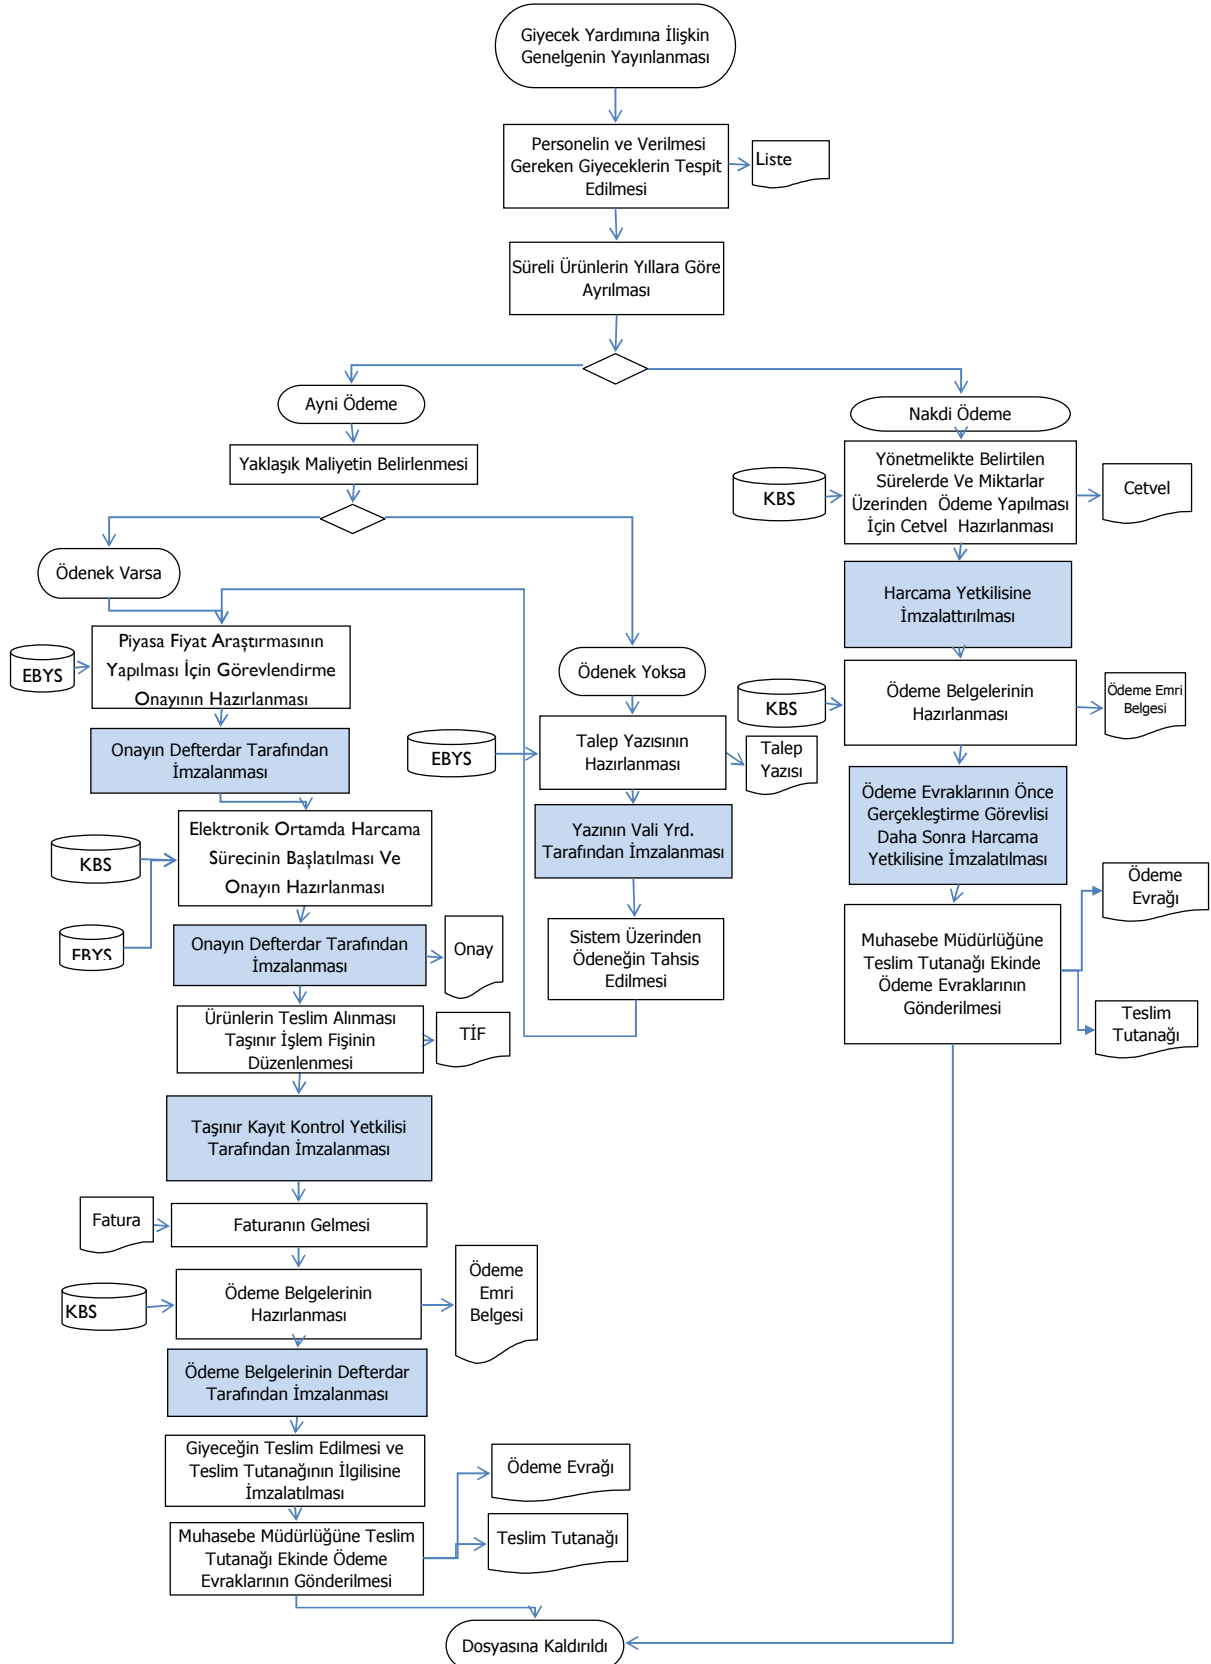 Giyecek Yardımına İlişkin
Genelgenin Yayınlanması
Personelin ve Verilmesi
Gereken Giyeceklerin Tespit
Edilmesi
Liste
Süreli Ürünlerin Yıllara Göre
Ayrılması
Ayni Ödeme
Nakdi Ödeme
Yaklaşık Maliyetin Belirlenmesi
KBS
Yönetmelikte Belirtilen
Sürelerde Ve Miktarlar
Üzerinden Ödeme Yapılması
İçin Cetvel Hazırlanması
Cetvel
Ödenek Varsa
Harcama Yetkilisine
İmzalattırılması
EBYS
Piyasa Fiyat Araştırmasının
Yapılması İçin Görevlendirme
Onayının Hazırlanması
Ödenek Yoksa
KBS
Ödeme Belgelerinin
Hazırlanması
Ödeme Emri
Belgesi
Onayın Defterdar Tarafından
İmzalanması
EBYS
Talep Yazısının
Hazırlanması
Talep
Yazısı
Ödeme Evraklarının Önce
Gerçekleştirme Görevlisi
Daha Sonra Harcama
Yetkilisine İmzalatılması
KBS
Elektronik Ortamda Harcama
Sürecinin Başlatılması Ve
Onayın Hazırlanması
Yazının Vali Yrd.
Tarafından İmzalanması
Ödeme
Evrağı
EBYS
Onayın Defterdar Tarafından
İmzalanması
Onay
Sistem Üzerinden
Ödeneğin Tahsis
Edilmesi
Muhasebe Müdürlüğüne
Teslim Tutanağı Ekinde
Ödeme Evraklarının
Gönderilmesi
Teslim
Tutanağı
Ürünlerin Teslim Alınması
Taşınır İşlem Fişinin
Düzenlenmesi
TİF
Taşınır Kayıt Kontrol Yetkilisi
Tarafından İmzalanması
Fatura
Faturanın Gelmesi
KBS
Ödeme Belgelerinin
Hazırlanması
Ödeme
Emri
Belgesi
Ödeme Belgelerinin Defterdar
Tarafından İmzalanması
Giyeceğin Teslim Edilmesi ve
Teslim Tutanağının İlgilisine
İmzalatılması
Ödeme Evrağı
Muhasebe Müdürlüğüne Teslim
Tutanağı Ekinde Ödeme
Evraklarının Gönderilmesi
Teslim Tutanağı
Dosyasına Kaldırıldı